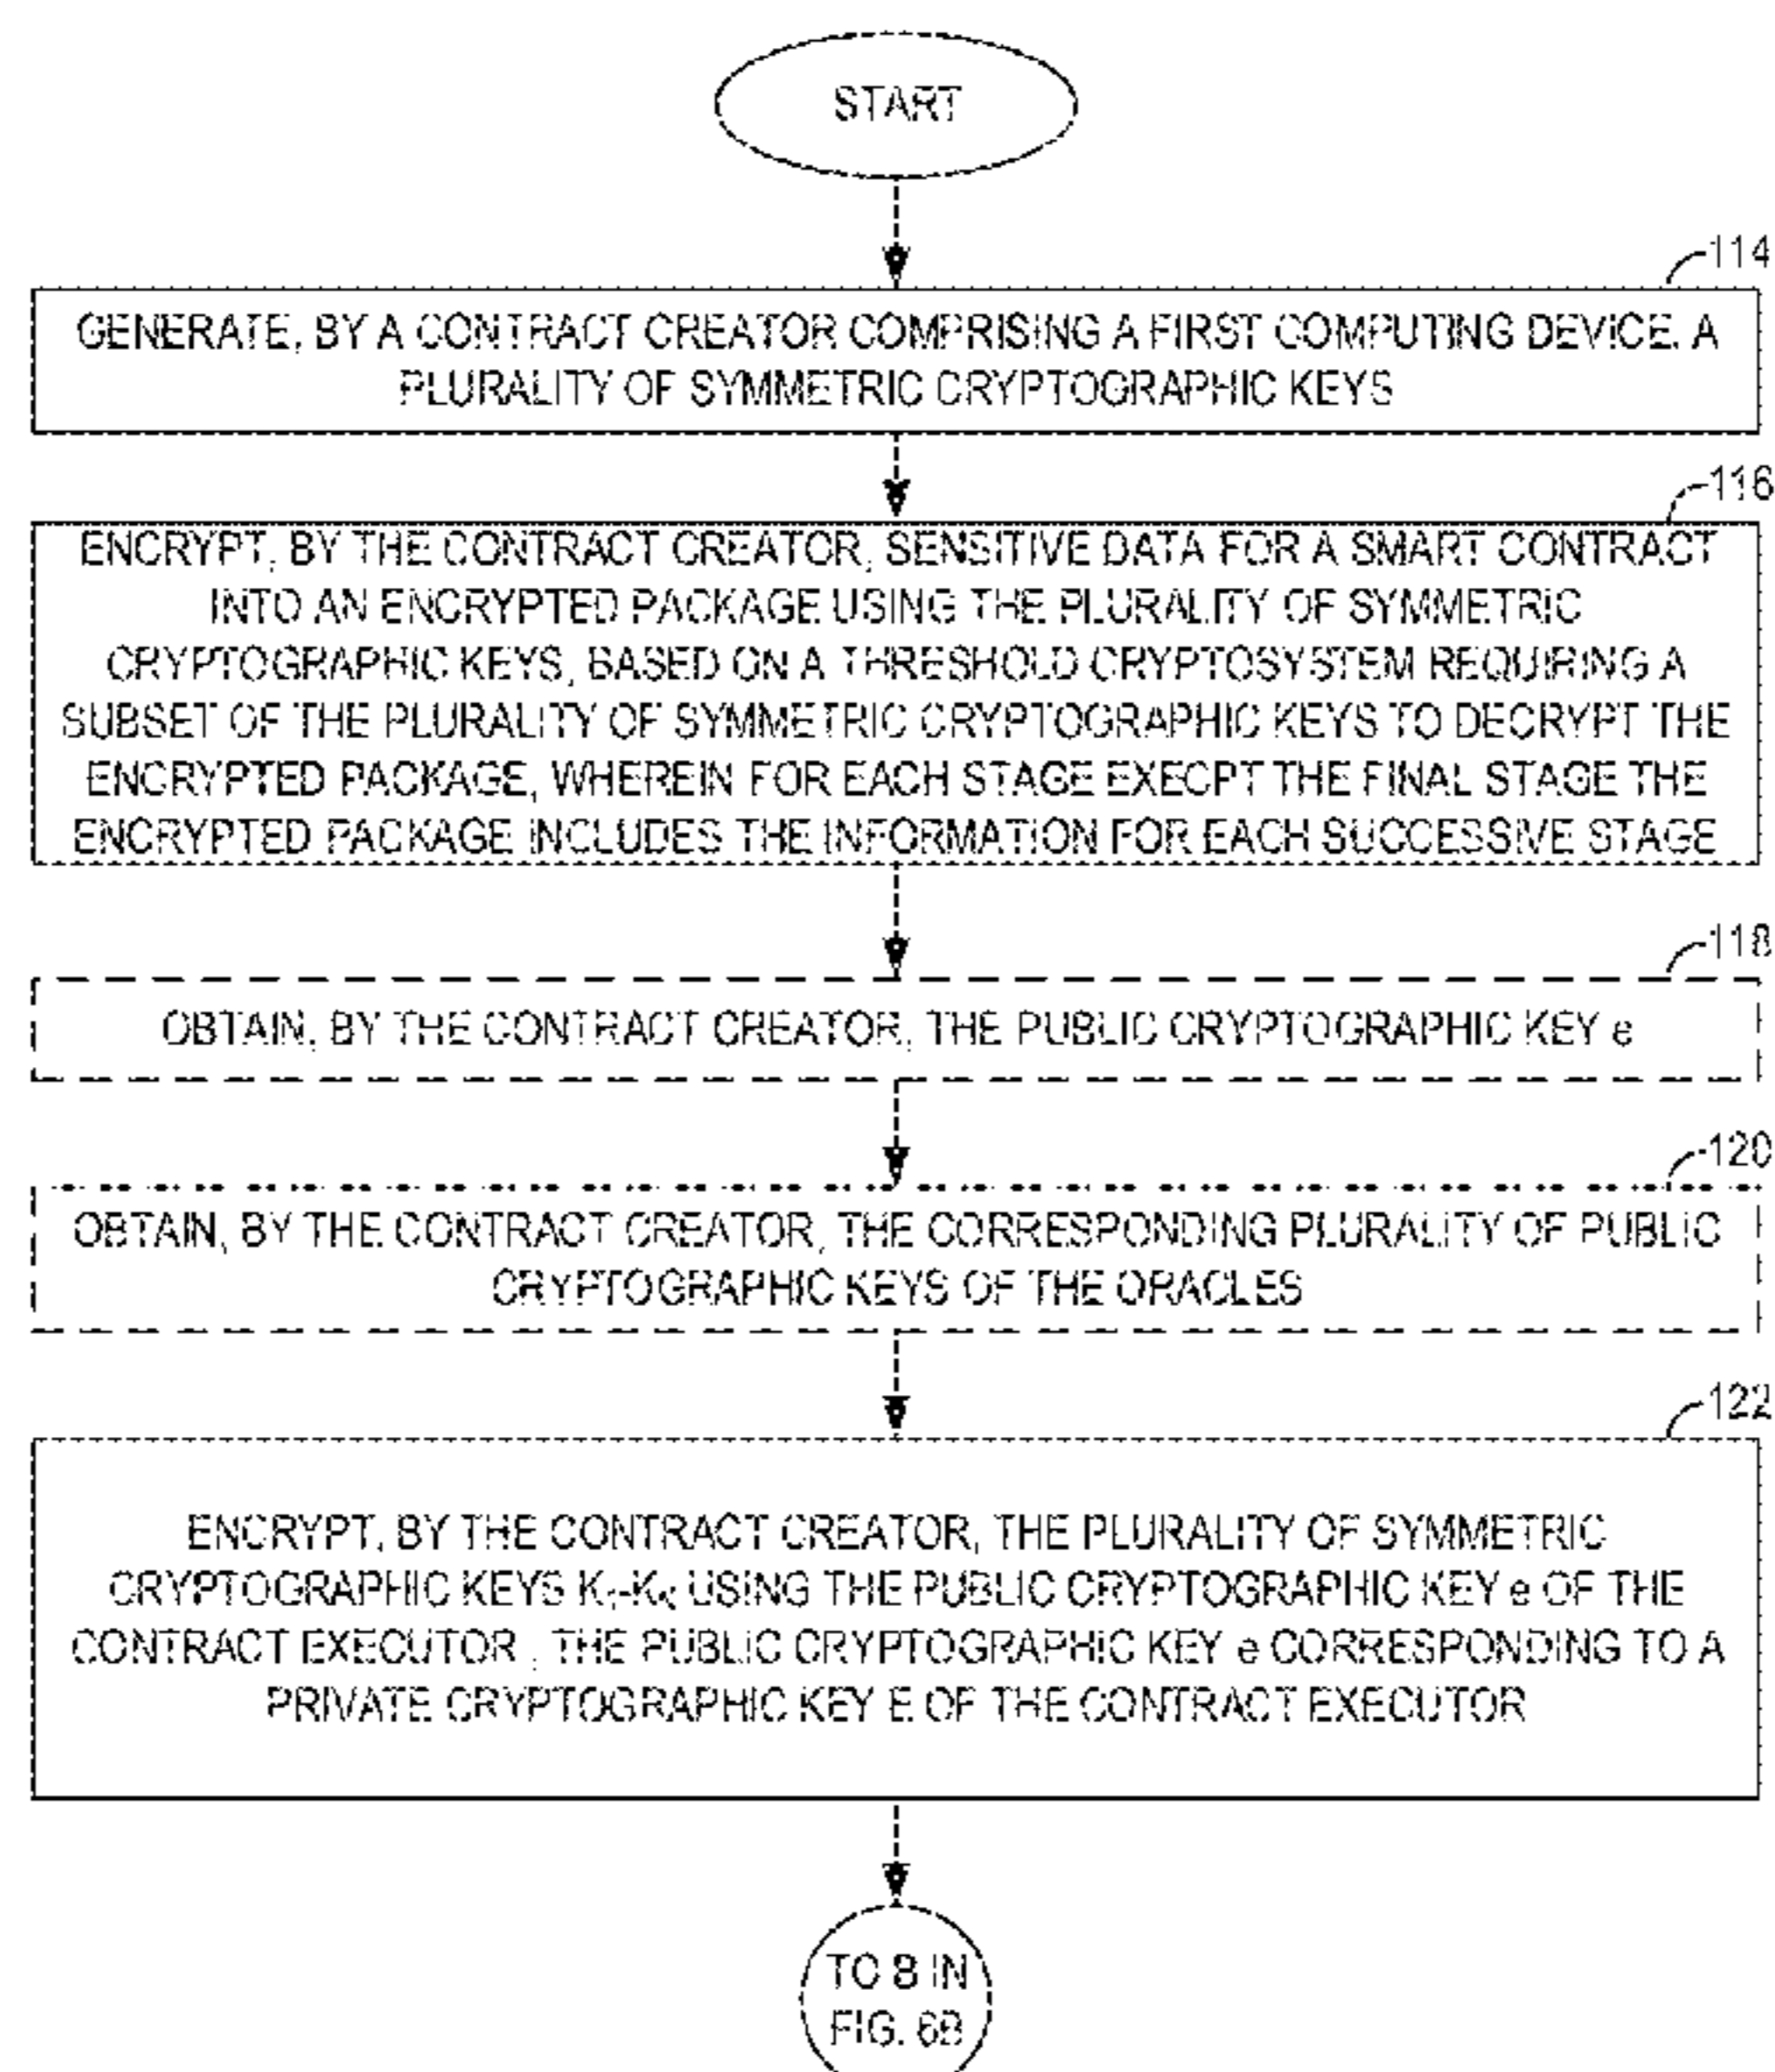 START
114
GENERATE, BY A CONTRACT CREATOR COMPRISING A FIRST COMPUTING DEVICE, A
PLURALITY OF SYMMETRIC CRYPTOGRAPHIC KEYS
116
ENCRYPT, BY THE CONTRACT CREATOR, SENSITIVE DATA FOR A SMART CONTRACT
INTO AN ENCRYPTED PACKAGE USING THE PLURALITY OF SYMMETRIC
CRYPTOGRAPHIC KEYS, BASED ON A THRESHOLD CRYPTOSYSTEM REQUIRING A
SUBSET OF THE PLURALITY OF SYMMETRIC CRYPTOGRAPHIC KEYS TO DECRYPT THE
ENCRYPTED PACKAGE, WHEREIN FOR EACH STAGE EXECPT THE FINAL STAGE THE
ENCRYPTED PACKAGE INCLUDES THE INFORMATION FOR EACH SUCCESSIVE STAGE
118
OBTAIN, BY THE CONTRACT CREATOR, THE PUBLIC CRYPTOGRAPHIC KEY e
120
OBTAIN, BY THE CONTRACT CREATOR, THE CORRESPONDING PLURALITY OF PUBLIC
CRYPTOGRAPHIC KEYS OF THE ORACLES
122
ENCRYPT, BY THE CONTRACT CREATOR, THE PLURALITY OF SYMMETRIC
CRYPTOGRAPHIC KEYS USING THE PUBLIC CRYPTOGRAPHIC KEY e OF THE
CONTRACT EXECUTOR , THE PUBLIC CRYPTOGRAPHIC KEY e CORRESPONDING TO A
PRIVATE CRYPTOGRAPHIC KEY E OF THE CONTRACT EXECUTOR
TO B IN
FIG. 6B